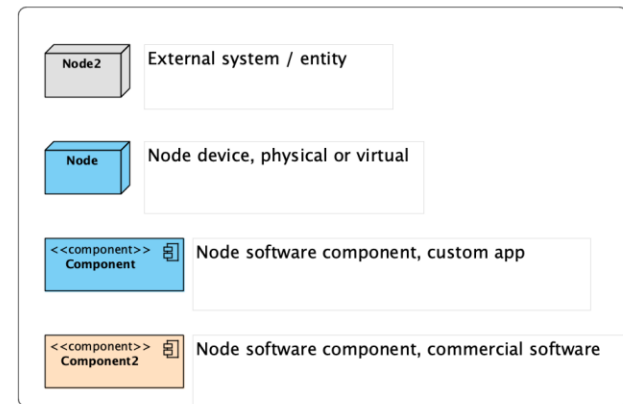 Node2
External system / entity
Node
Node device, physical or virtual
<<component>>
Component
Node software component, custom app
<<component>>
Component2
Node software component, commercial software